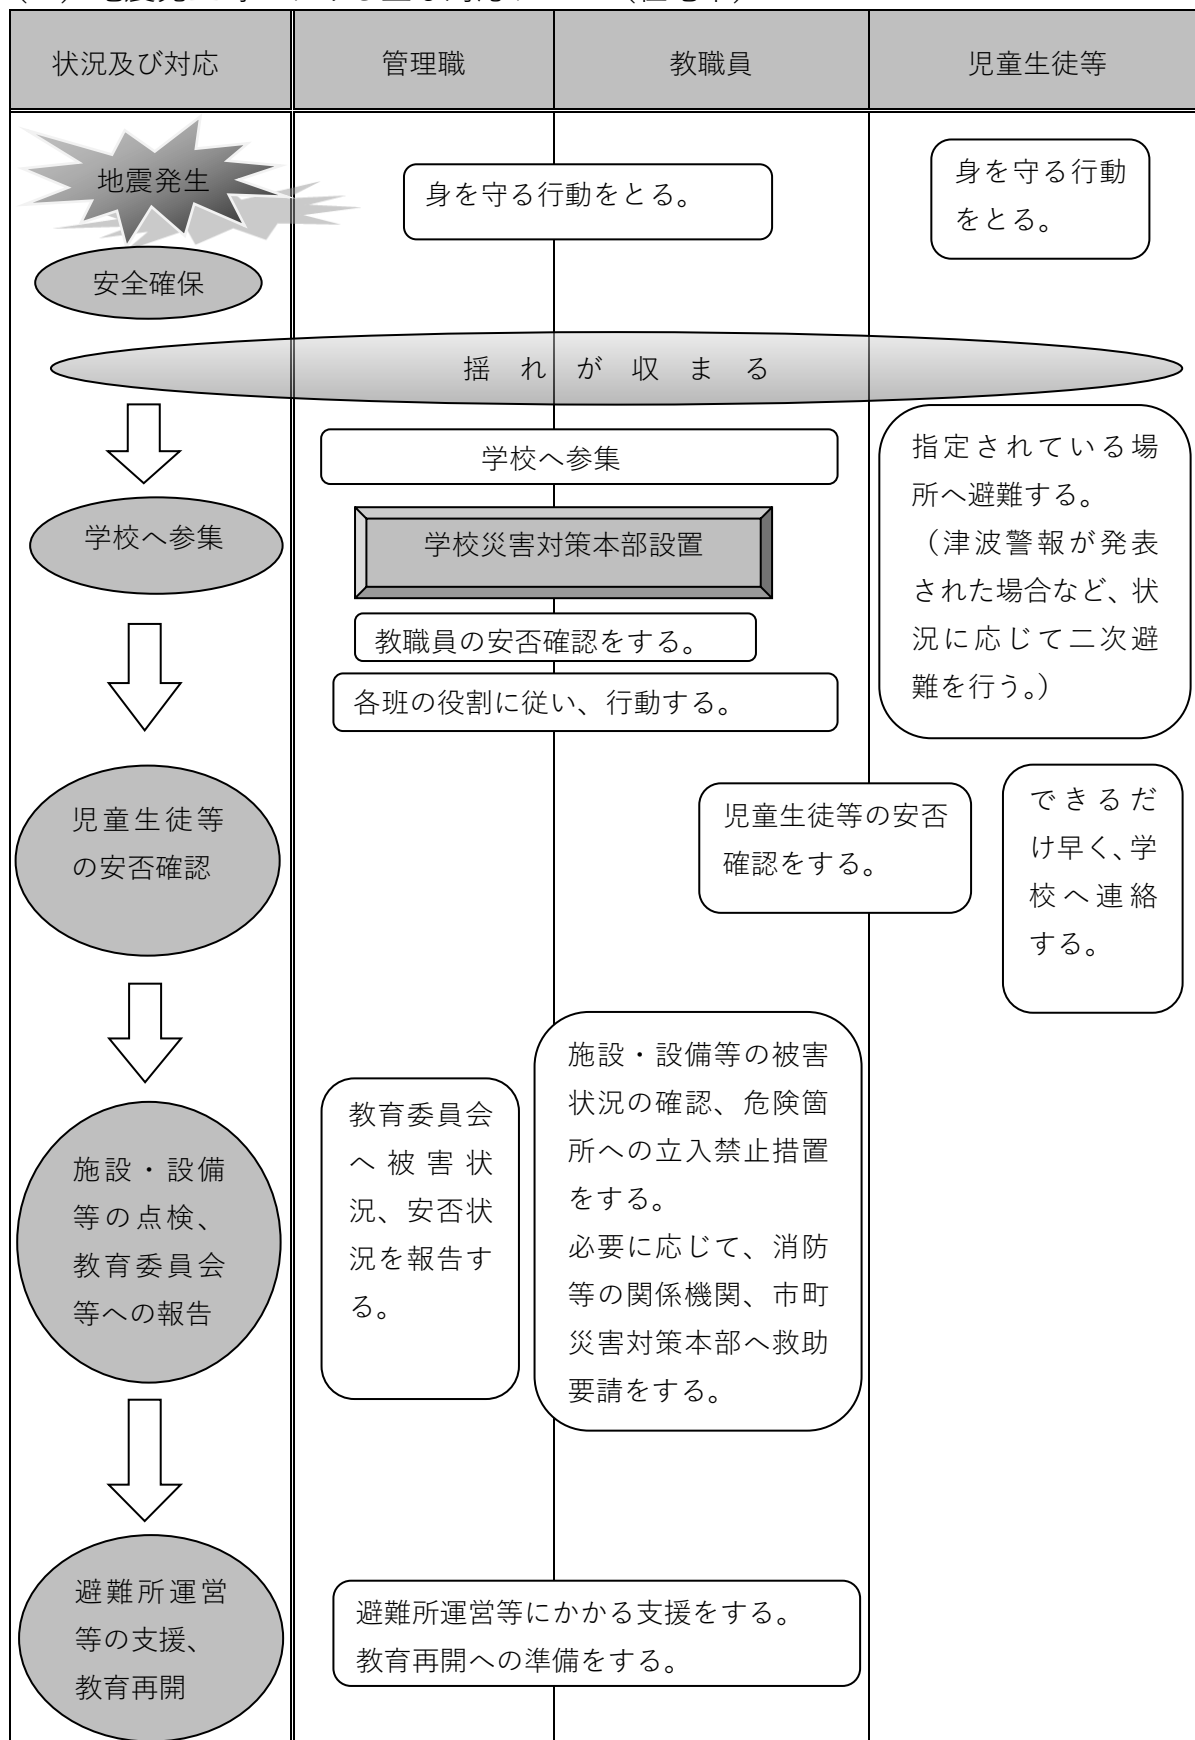 状況及び対応
管理職
教職員
児童生徒等
地震発生
身を守る行動をとる。
身を守る行動
をとる。
安全確保
揺れが収まる
学校へ参集
指定されている場
所へ避難する。
（津波警報が発表
された場合など、状
況に応じて二次避
難を行う。）
学校へ参集
学校災害対策本部設置
教職員の安否確認をする。
各班の役割に従い、行動する。
児童生徒等
の安否確認
児童生徒等の安否
確認をする。
できるだ
け早く、学
校へ連絡
する。
施設・設備
等の点検、
教育委員会
等への報告
教育委員会
へ被害状
況、安否状
況を報告す
る。
施設・設備等の被害
状況の確認、危険箇
所への立入禁止措置
をする。
必要に応じて、消防
等の関係機関、市町
災害対策本部へ救助
要請をする。
避難所運営
等の支援、
教育再開
避難所運営等にかかる支援をする。
教育再開への準備をする。